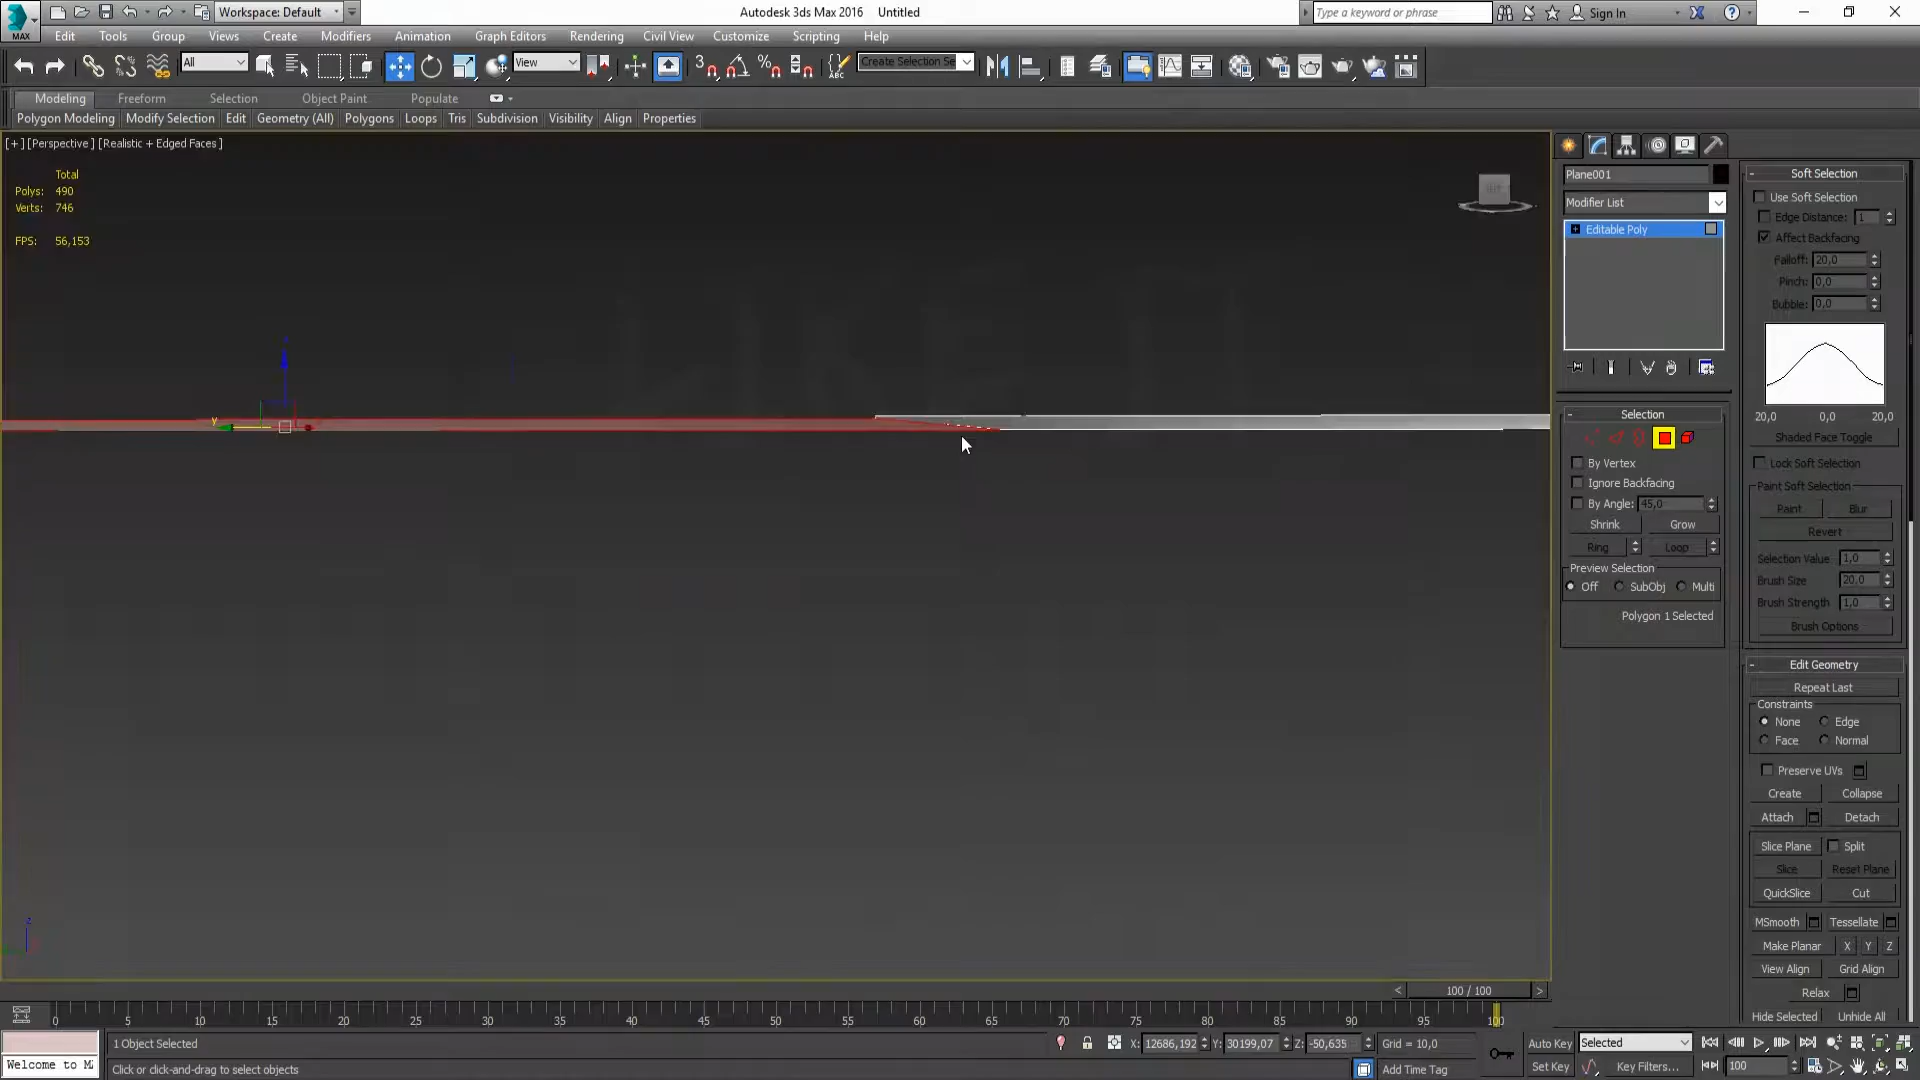 MAX
Workspace: Default
Autodesk 3ds Max 2016 Untitled
Type a keyword or phrase
Sign In
Edit Tools Group Views Create Modifiers Animation Graph Editors Rendering Civil View Customize Scripting Help
All
View
3
ABC
Create Selection Se
Modeling Freeform Selection Object Paint Populate
Polygon Modeling Modify Selection Edit Geometry (All) Polygons Loops Tris Subdivision Visibility Align Properties
[+] [Perspective] [Realistic + Edged Faces]
Total
Polys: 490
Verts: 746
FPS: 56,153
y
z
Plane001
Modifier List
Editable Poly
Selection
By Vertex
Ignore Backfacing
By Angle: 45,0
Shrink Grow
Ring Loop
Preview Selection
Off SubObj Multi
Polygon 1 Selected
Soft Selection
Use Soft Selection
Edge Distance: 1
Affect Backfacing
Falloff: 20,0
Pinch: 0,0
Bubble: 0,0
20,0 0,0 20,0
Shaded Face Toggle
Lock Soft Selection
Paint Soft Selection
Paint Blur
Revert
Selection Value 1,0
Brush Size 20,0
Brush Strength 1,0
Brush Options
Edit Geometry
Repeat Last
Constraints
None Edge
Face Normal
Preserve UVs
Create Collapse
Attach Detach
Slice Plane Split
Slice Reset Plane
QuickSlice Cut
MSmooth Tessellate
Make Planar X Y Z
View Align Grid Align
Relax
Hide Selected Unhide All
< 100 / 100 >
0 5 10 15 20 25 30 35 40 45 50 55 60 65 70 75 80 85 90 95 100
1 Object Selected
X: 12686,192 Y: 30199,07 Z: -50,635 Grid = 10,0
Auto Key Selected
Welcome to M
Click or click-and-drag to select objects
Add Time Tag
Set Key Key Filters... 100